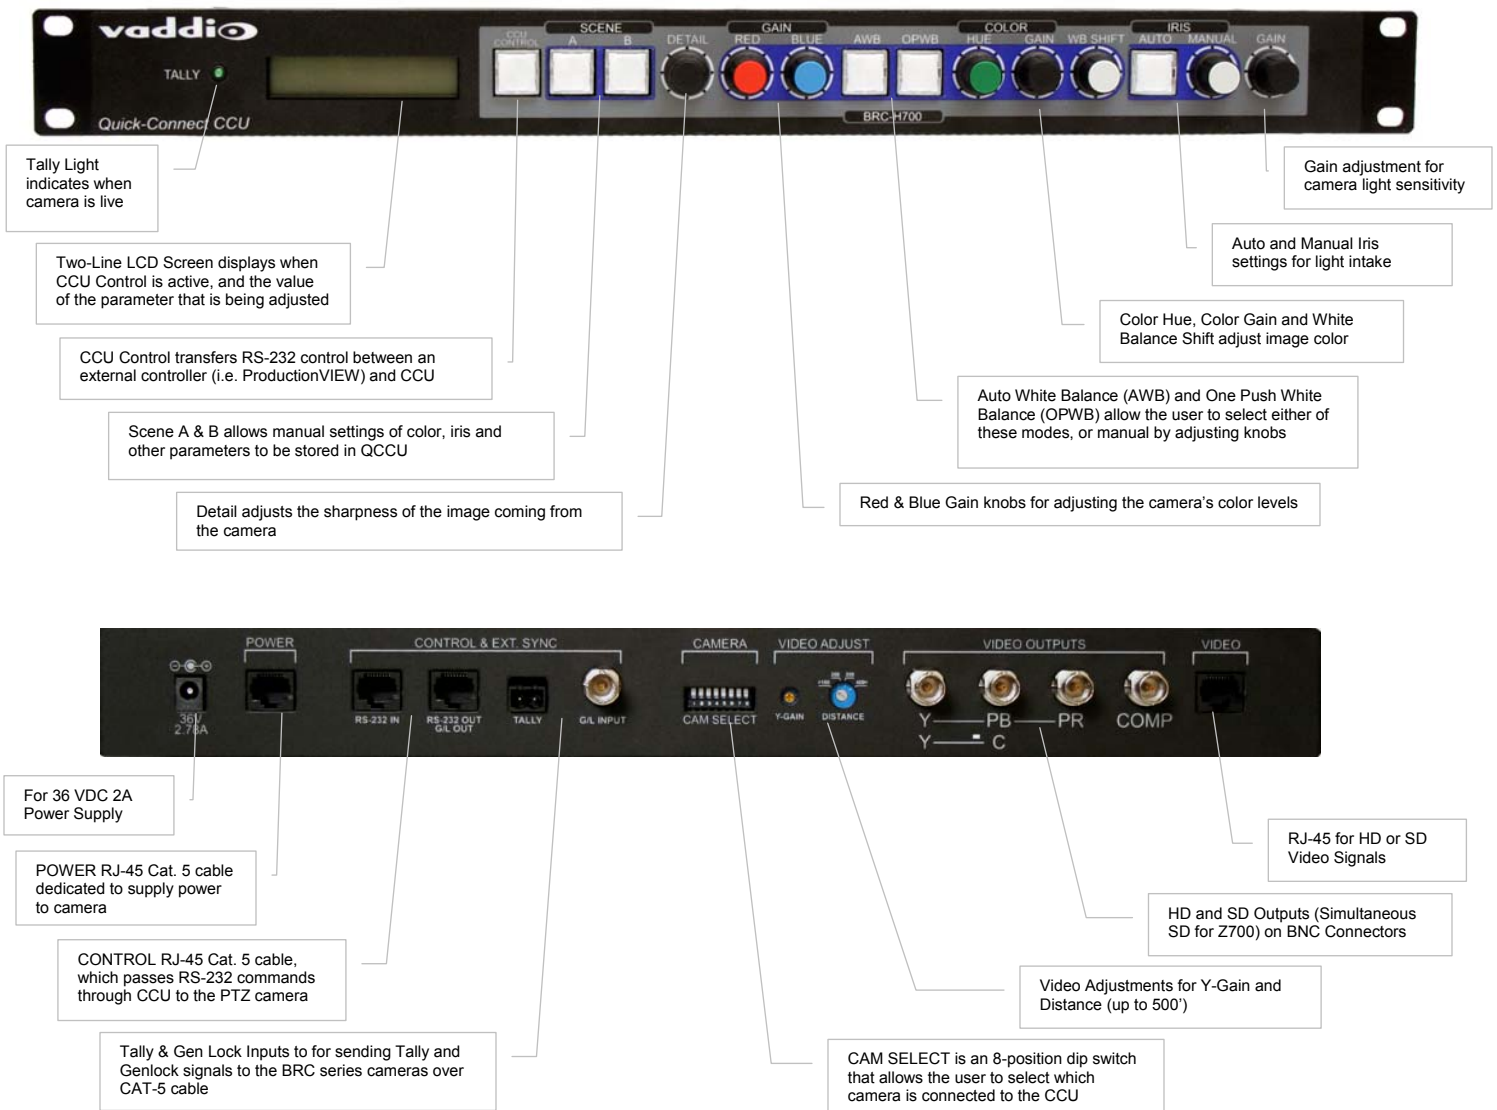 vaddio
TALLY
Quick-Connect CCU
CCU
CONTROL
SCENE
A B
DETAIL
GAIN
RED BLUE
AWB OPWB
COLOR
HUE GAIN WB SHIFT
IRIS
AUTO MANUAL
GAIN
BRC-H700
Tally Light
indicates when
camera is live
Two-Line LCD Screen displays when
CCU Control is active, and the value
of the parameter that is being adjusted
CCU Control transfers RS-232 control between an
external controller (i.e. ProductionVIEW) and CCU
Scene A & B allows manual settings of color, iris and
other parameters to be stored in QCCU
Detail adjusts the sharpness of the image coming from
the camera
Gain adjustment for
camera light sensitivity
Auto and Manual Iris
settings for light intake
Color Hue, Color Gain and White
Balance Shift adjust image color
Auto White Balance (AWB) and One Push White
Balance (OPWB) allow the user to select either of
these modes, or manual by adjusting knobs
Red & Blue Gain knobs for adjusting the camera's color levels
POWER
36V
2.78A
CONTROL & EXT. SYNC
RS-232 IN
RS-232 OUT
G/L OUT
TALLY
G/L INPUT
CAMERA
1 2 3 4 5 6 7 8
CAM SELECT
VIDEO ADJUST
Y-GAIN DISTANCE
VIDEO OUTPUTS
Y PB PR COMP
Y C
VIDEO
For 36 VDC 2A
Power Supply
POWER RJ-45 Cat. 5 cable
dedicated to supply power
to camera
CONTROL RJ-45 Cat. 5 cable,
which passes RS-232 commands
through CCU to the PTZ camera
Tally & Gen Lock Inputs to for sending Tally and
Genlock signals to the BRC series cameras over
CAT-5 cable
RJ-45 for HD or SD
Video Signals
HD and SD Outputs (Simultaneous
SD for Z700) on BNC Connectors
Video Adjustments for Y-Gain and
Distance (up to 500')
CAM SELECT is an 8-position dip switch
that allows the user to select which
camera is connected to the CCU